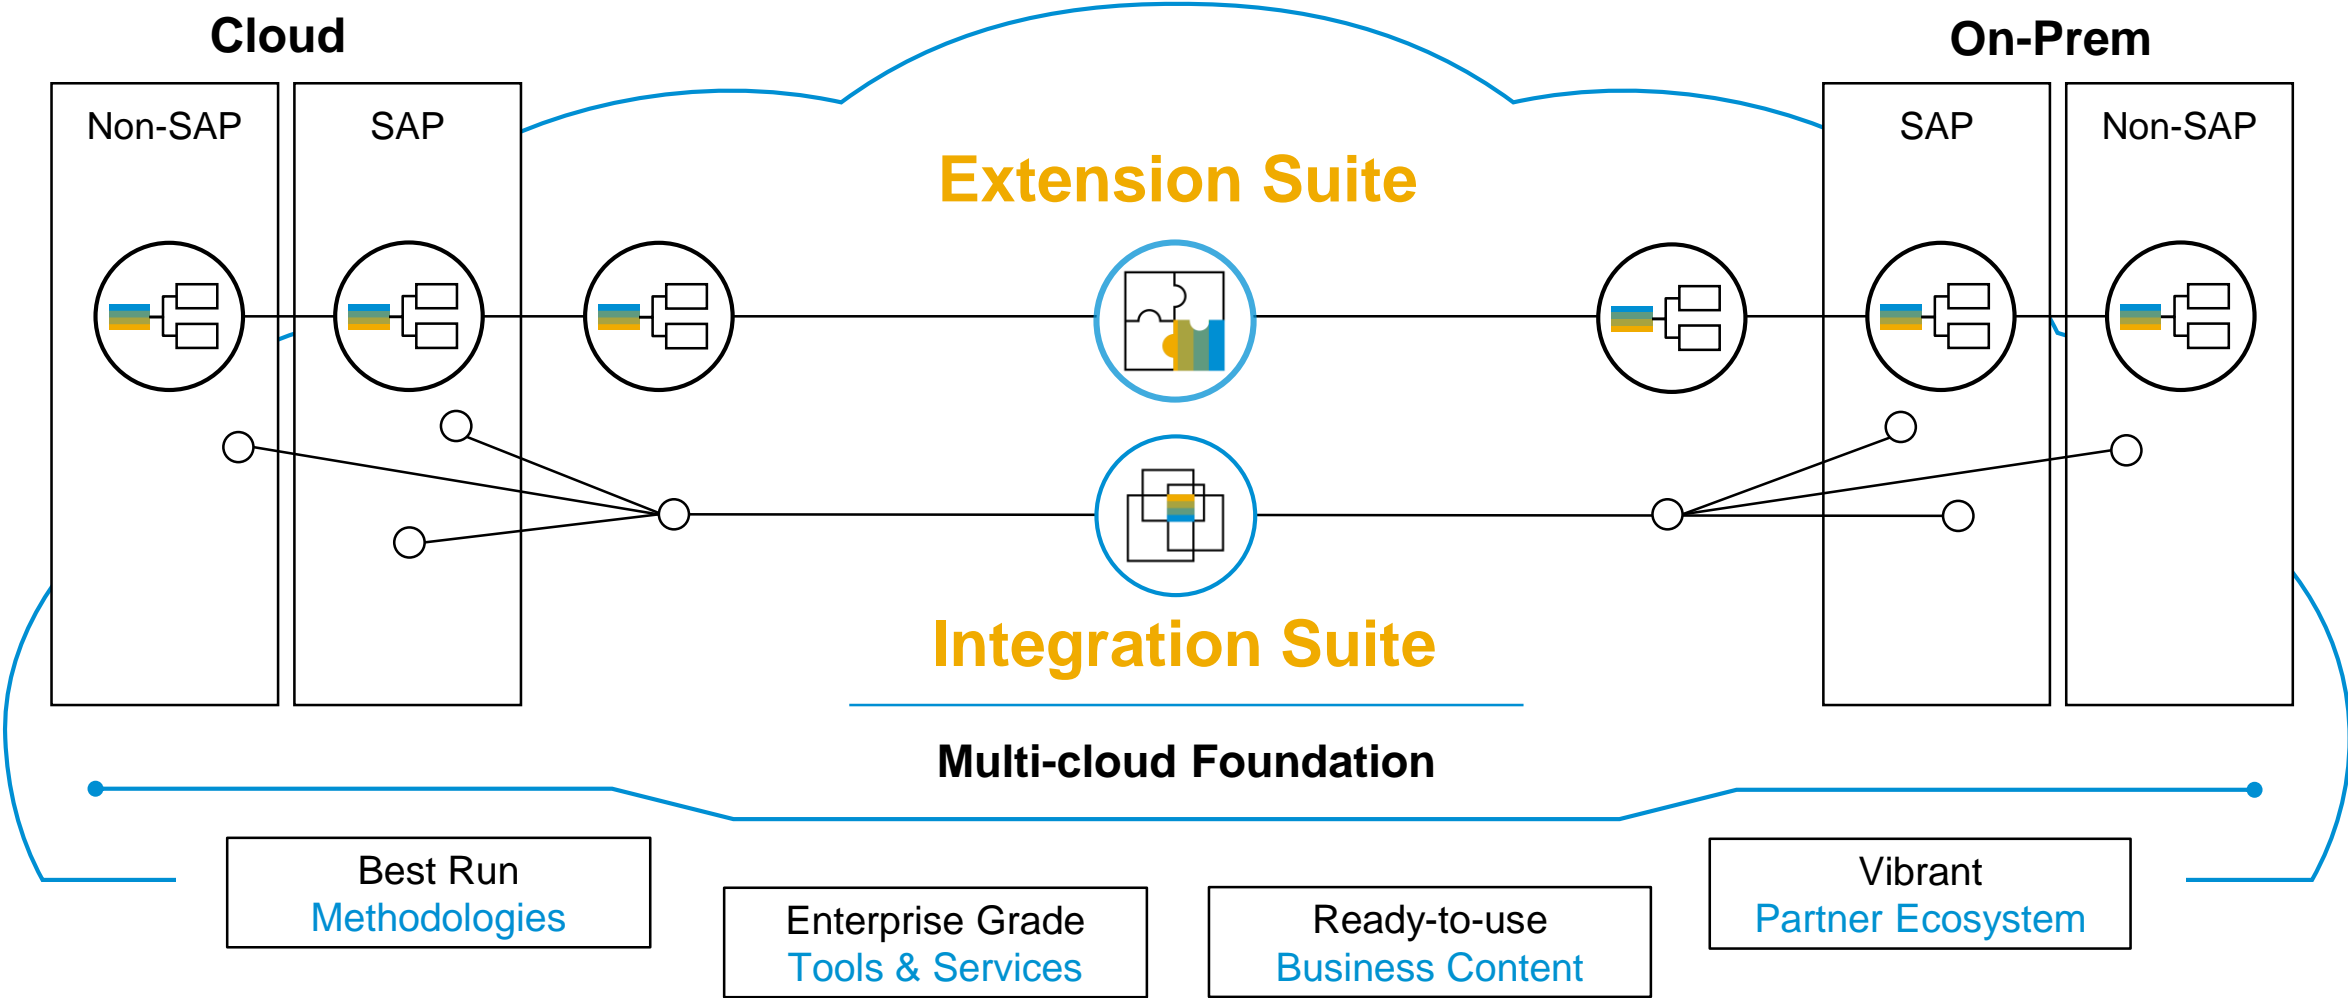 Cloud
On-Prem
Non-SAP
SAP
SAP
Non-SAP
Extension Suite
Integration Suite
Multi-cloud Foundation
Best Run
Methodologies
Enterprise Grade
Tools & Services
Ready-to-use
Business Content
Vibrant
Partner Ecosystem